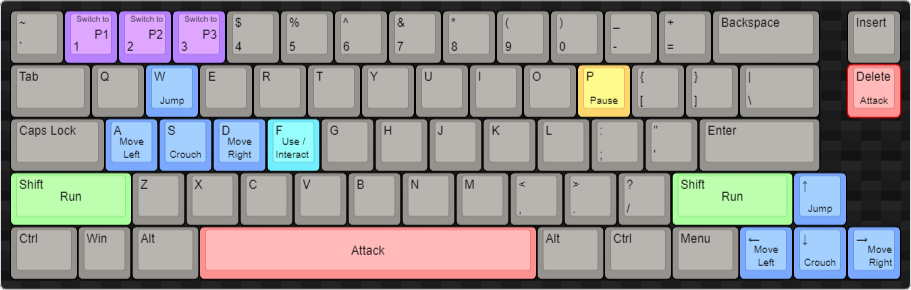 ~ Switch to Switch to Switch to $ % ^ & * ( ) _ + Backspace Insert
P1 P2 P3
` 1 2 3 4 5 6 7 8 9 0 - =
Tab Q W E R T Y U I O P { } | Delete
Jump Pause [ ] \ Attack
Caps Lock A S D F G H J K L : " Enter
Move Crouch Move Use /
Left Right Interact ; '
Shift Z X C V B N M < > ? Shift ↑
Run , . / Run Jump
Ctrl Win Alt Attack Alt Ctrl Menu ← ↓ →
Move Crouch Move
Left Right